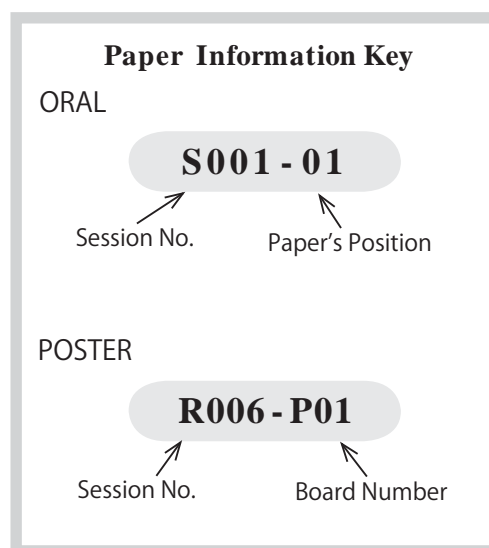 Paper Information Key
ORAL
S001 - 01
Session No. Paper’s Position
POSTER
R006 - P01
Session No. Board Number